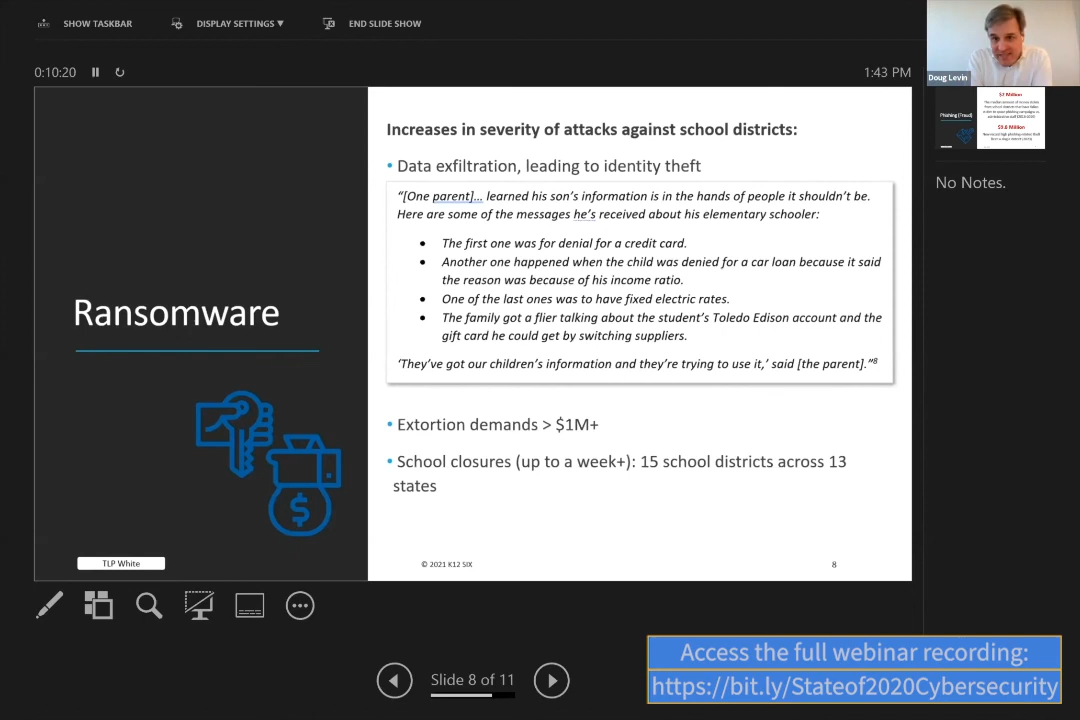 SHOW TASKBAR
DISPLAY SETTINGS ▼
END SLIDE SHOW
0:10:20
1:43 PM
Doug Levin
Ransomware
TLP White
Increases in severity of attacks against school districts:
• Data exfiltration, leading to identity theft
“[One parent]... learned his son’s information is in the hands of people it shouldn’t be.
Here are some of the messages he’s received about his elementary schooler:
• The first one was for denial for a credit card.
• Another one happened when the child was denied for a car loan because it said
the reason was because of his income ratio.
• One of the last ones was to have fixed electric rates.
• The family got a flier talking about the student’s Toledo Edison account and the
gift card he could get by switching suppliers.
‘They’ve got our children’s information and they’re trying to use it,’ said [the parent].”8
• Extortion demands > $1M+
• School closures (up to a week+): 15 school districts across 13
states
© 2021 K12 SIX
8
Phishing (Fraud)
$2 Million
$9.8 Million
No Notes.
Slide 8 of 11
Access the full webinar recording:
https://bit.ly/Stateof2020Cybersecurity